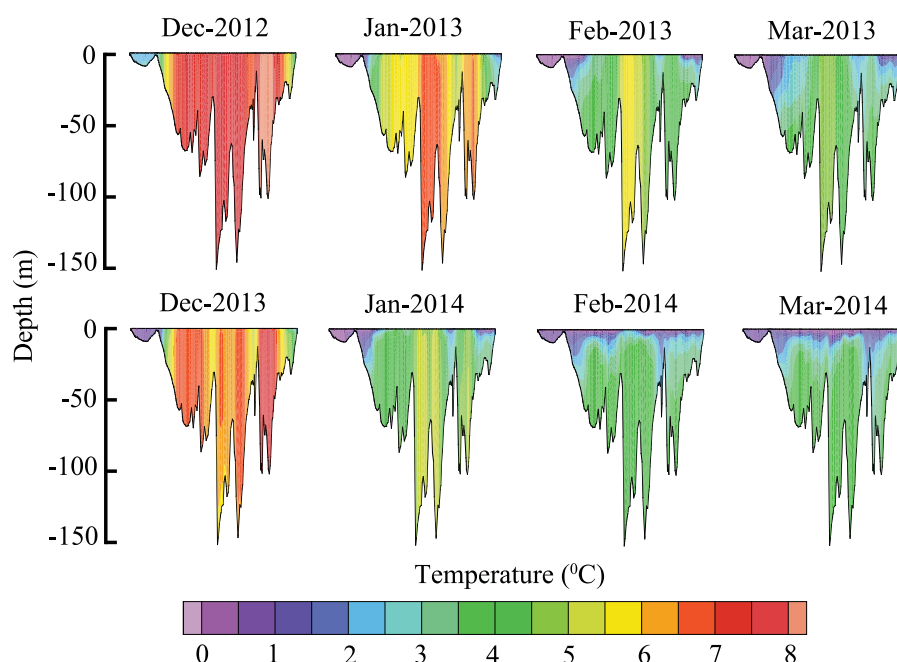 Dec-2012 Jan-2013 Feb-2013 Mar-2013
0
-50
-100
-150
Depth (m)
Dec-2013 Jan-2014 Feb-2014 Mar-2014
0
-50
-100
-150
Temperature (⁰C)
0 1 2 3 4 5 6 7 8